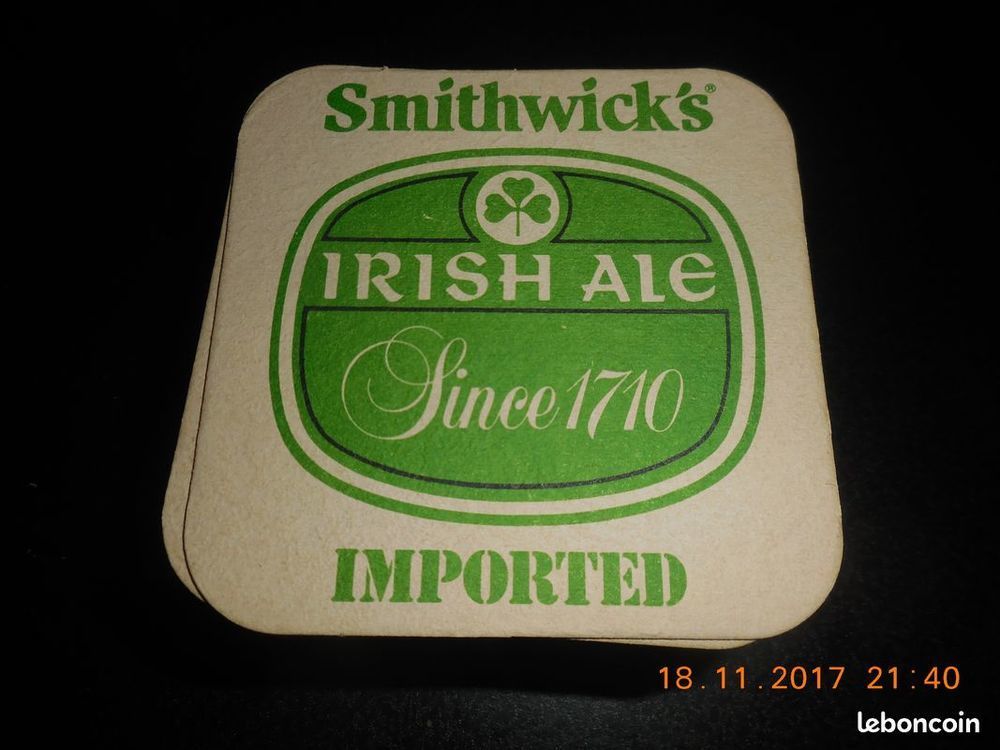 Smithwick's®
IRISH ALE
Since 1710
IMPORTED
18.11.2017 21:40
leboncoin